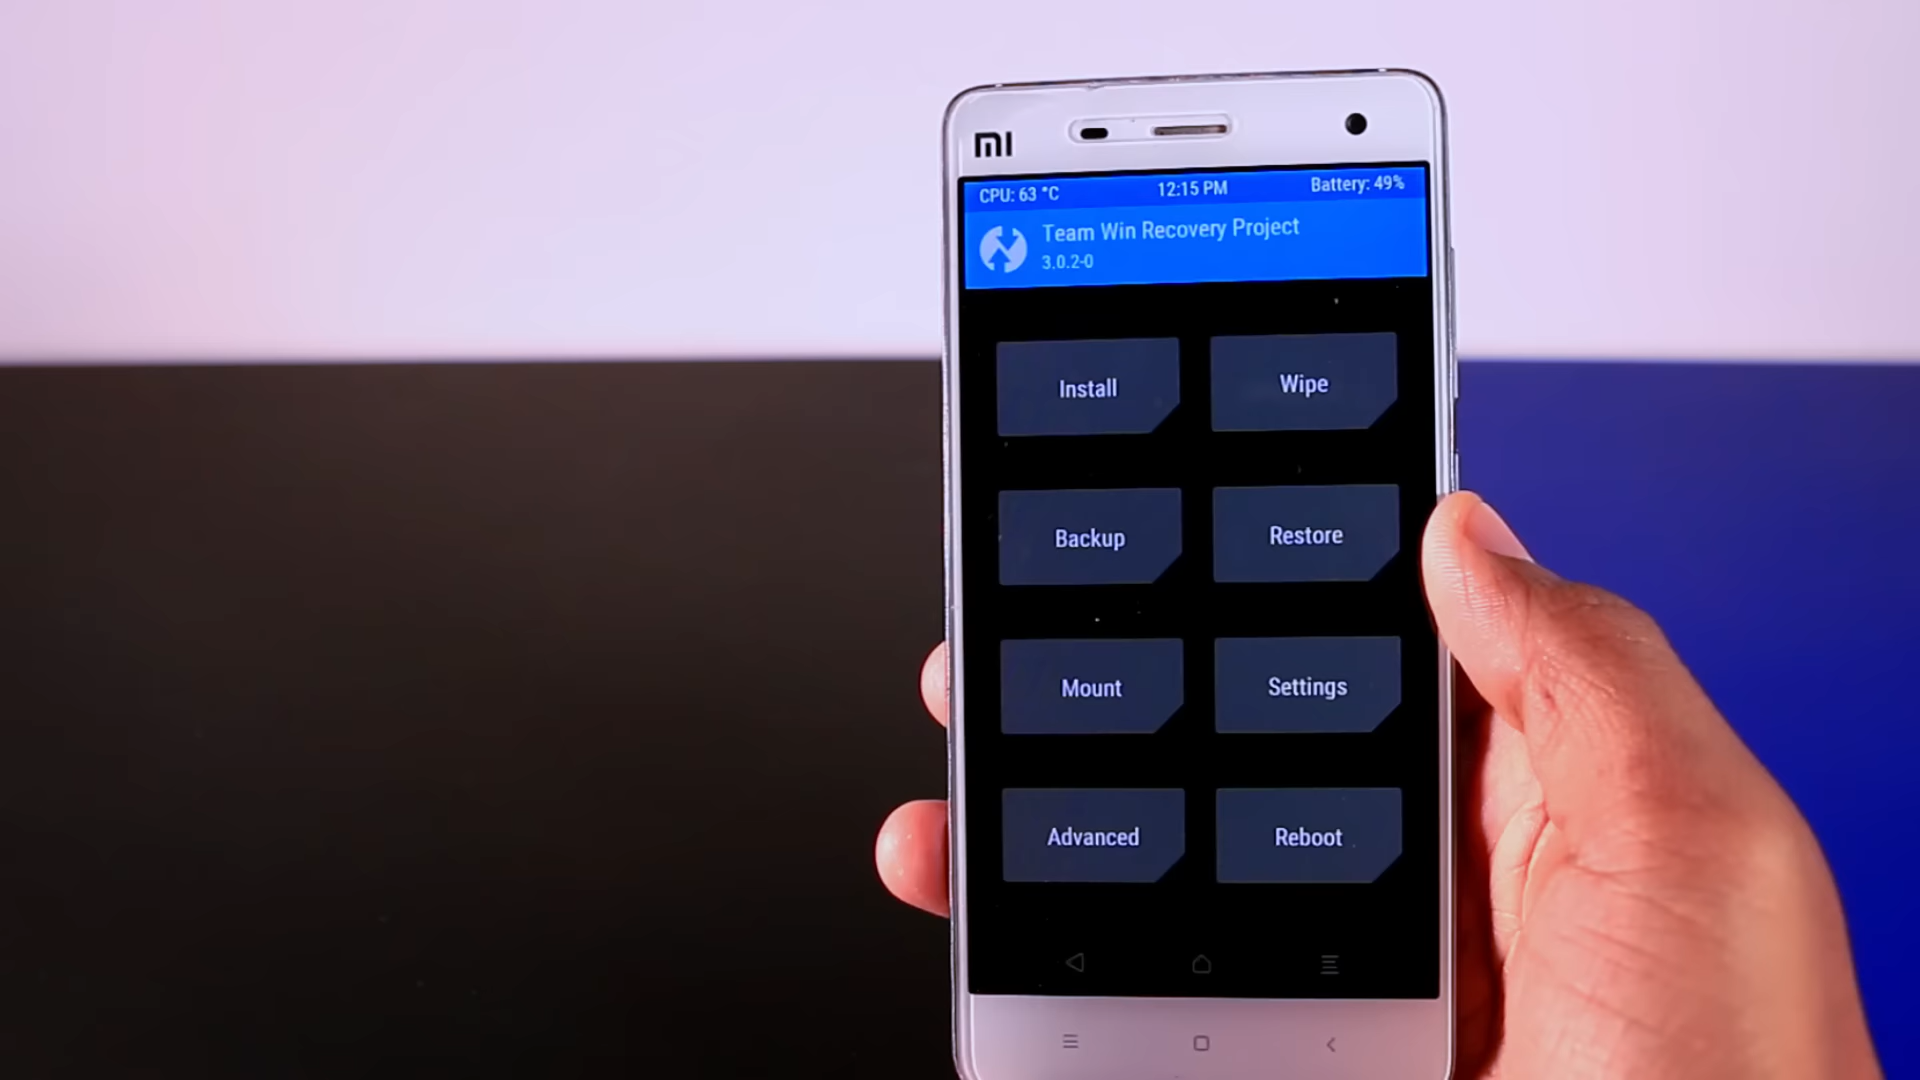 MI
CPU: 63 °C 12:15 PM Battery: 49%
Team Win Recovery Project
3.0.2-0
Install Wipe
Backup Restore
Mount Settings
Advanced Reboot